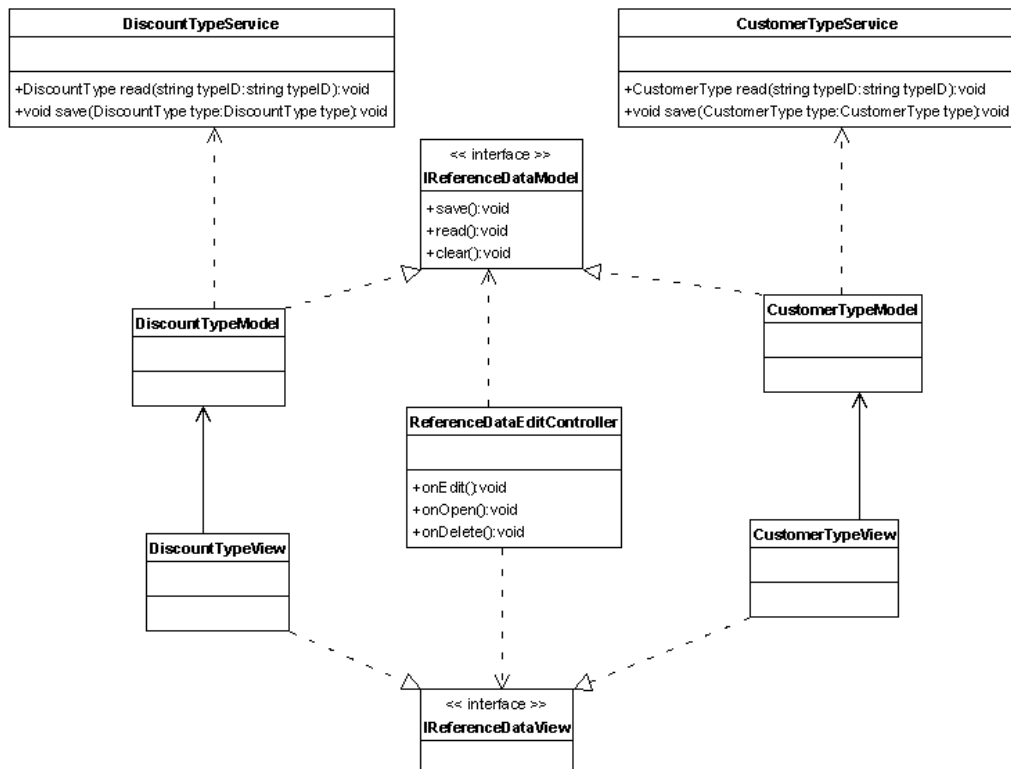 DiscountTypeService
+DiscountType read(string typeID:string typeID):void
+void save(DiscountType type:DiscountType type):void
CustomerTypeService
+CustomerType read(string typeID:string typeID):void
+void save(CustomerType type:CustomerType type):void
<< interface >>
IReferenceDataModel
+save():void
+read():void
+clear():void
DiscountTypeModel
CustomerTypeModel
ReferenceDataEditController
+onEdit():void
+onOpen():void
+onDelete():void
DiscountTypeView
CustomerTypeView
<< interface >>
IReferenceDataView